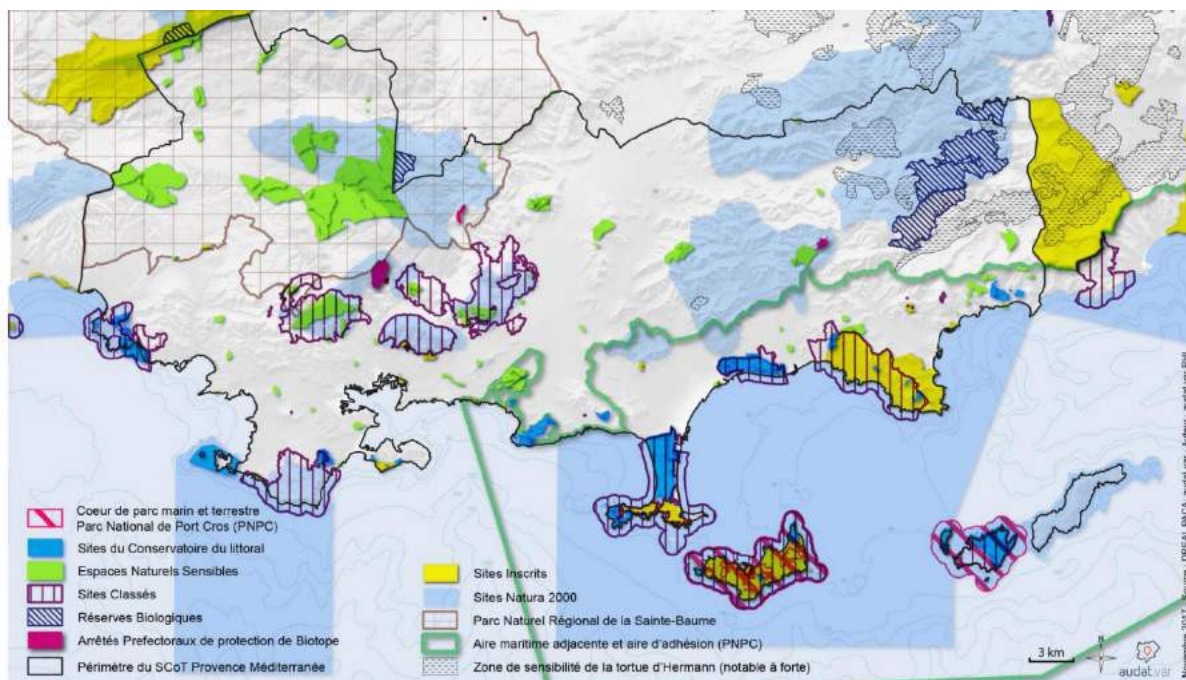 Coeur de parc marin et terrestre
Parc National de Port Cros (PNPC)
Sites du Conservatoire du littoral
Espaces Naturels Sensibles
Sites Classés
Réserves Biologiques
Arrêtés Prefectoraux de protection de Biotope
Périmètre du SCoT Provence Méditerranée
Sites Inscrits
Sites Natura 2000
Parc Naturel Régional de la Sainte-Baume
Aire maritime adjacente et aire d'adhésion (PNPC)
Zone de sensibilité de la tortue d'Hermann (notable à forte)
3 km
N
audat.var